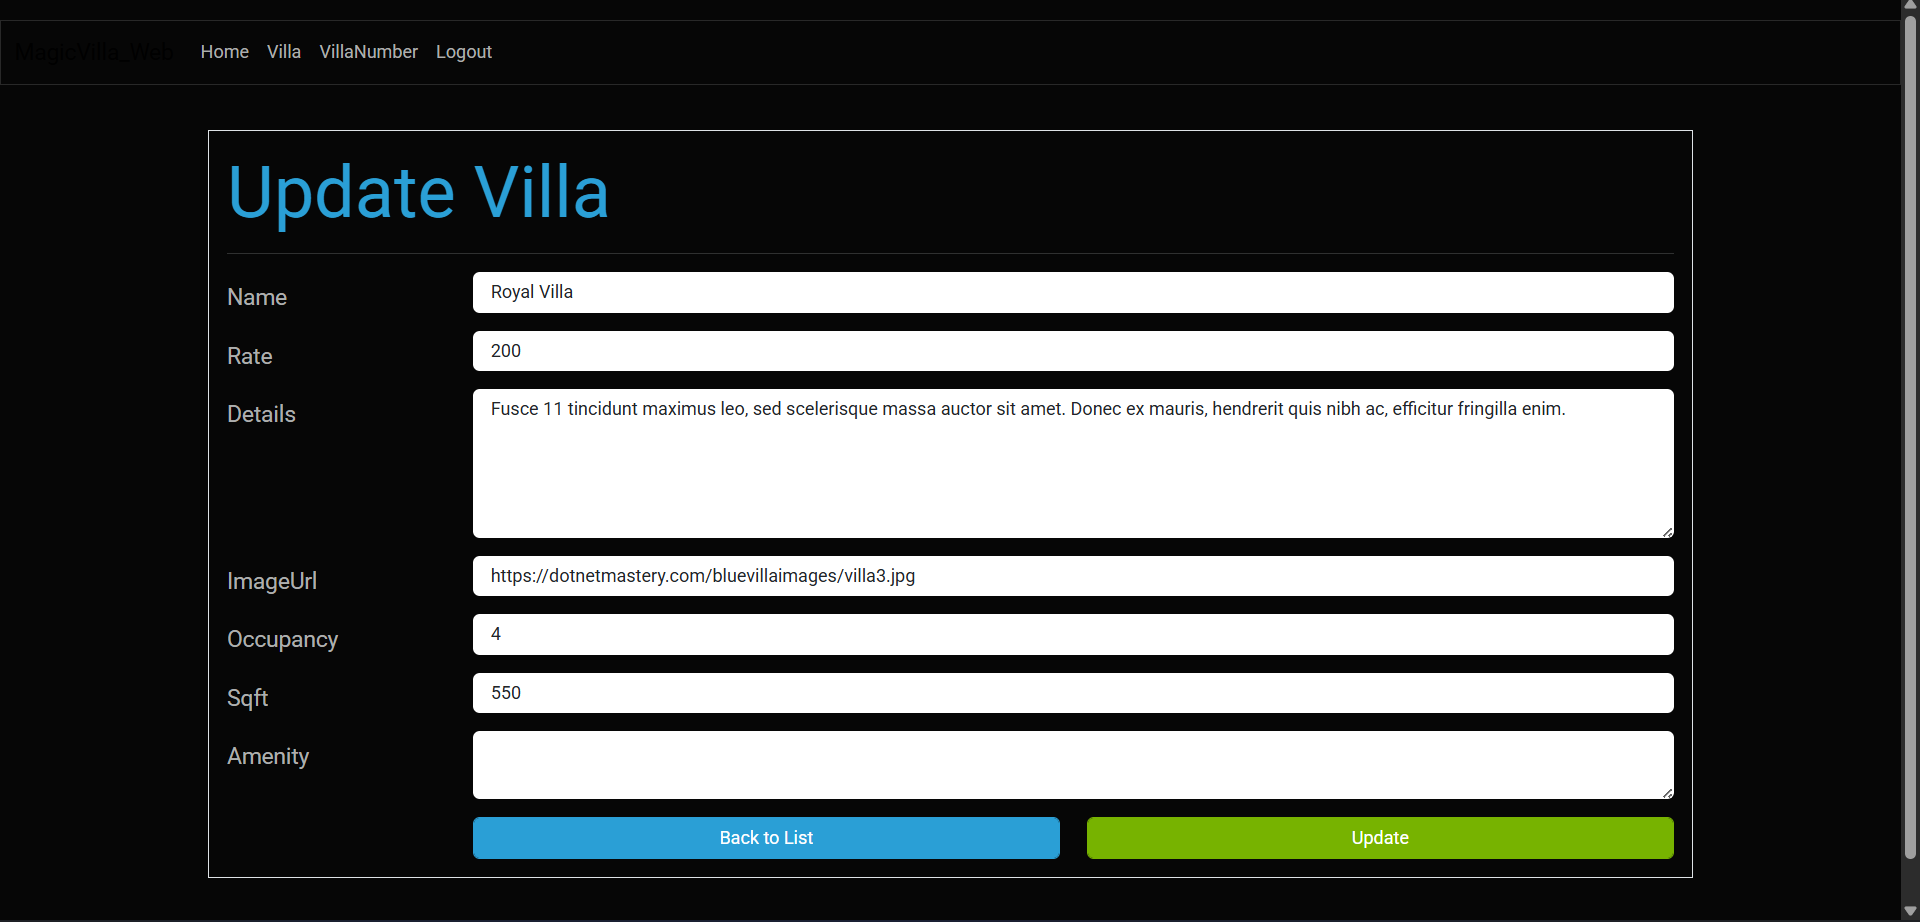 MagicVilla_Web Home Villa VillaNumber Logout
Update Villa
Name Royal Villa
Rate 200
Details Fusce 11 tincidunt maximus leo, sed scelerisque massa auctor sit amet. Donec ex mauris, hendrerit quis nibh ac, efficitur fringilla enim.
ImageUrl https://dotnetmastery.com/bluevillaimages/villa3.jpg
Occupancy 4
Sqft 550
Amenity
Back to List Update